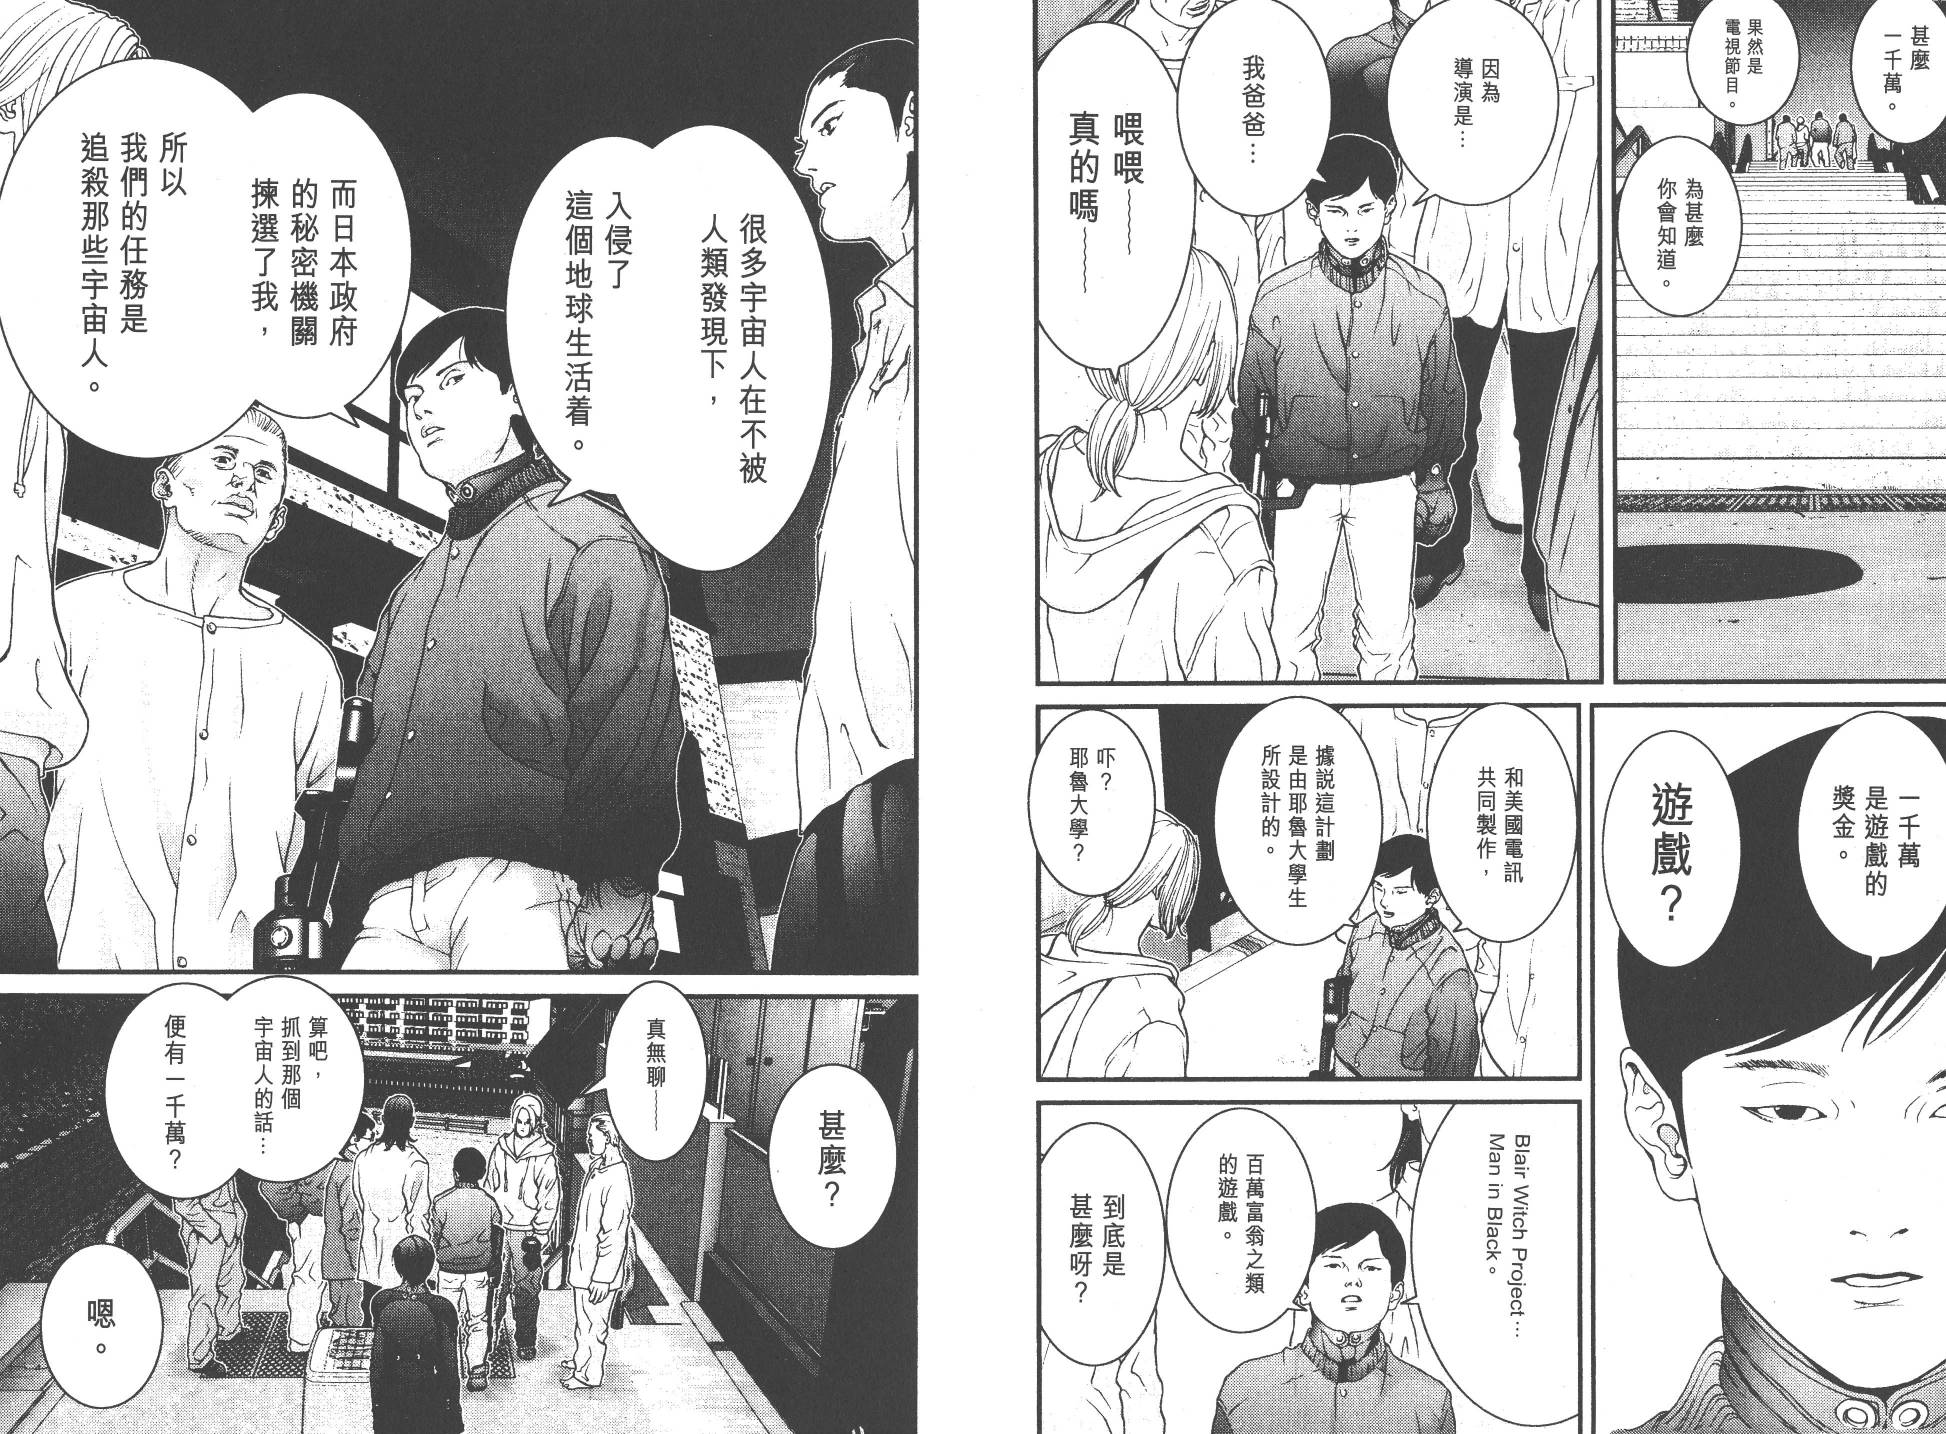 甚麼
一千萬。
果然是
電視節目。
為甚麼
你會知道。
因為
導演是⋯
我爸爸⋯
喂喂～
真的嗎～
一千萬
是遊戲的
獎金。
遊戲？
和美國電訊
共同製作，
據説這計劃
是由耶魯大學生
所設計的。
吓？
耶魯大學？
Blair Witch Project⋯
Man in Black。
百萬富翁之類
的遊戲。
到底是
甚麼呀？
很多宇宙人在不被
人類發現下，
入侵了
這個地球生活着。
而日本政府
的秘密機關
揀選了我，
所以
我們的任務是
追殺那些宇宙人。
甚麼？
真無聊～
算吧，
抓到那個
宇宙人的話⋯
便有一千萬？
嗯。